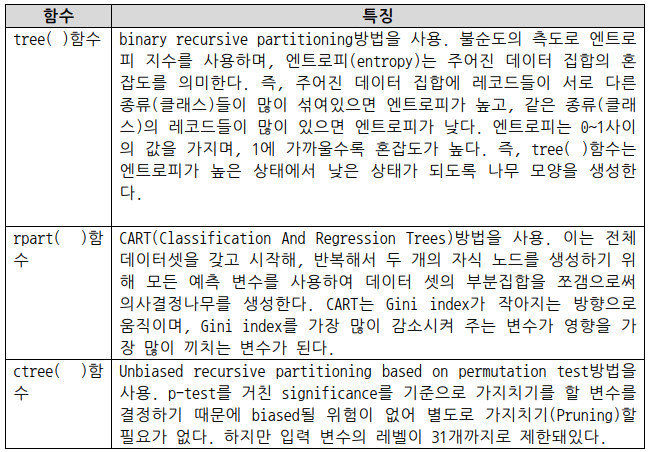 함수 특징
tree( )함수 binary recursive partitioning방법을 사용. 불순도의 측도로 엔트로
피 지수를 사용하며, 엔트로피(entropy)는 주어진 데이터 집합의 혼
잡도를 의미한다. 즉, 주어진 데이터 집합에 레코드들이 서로 다른
종류(클래스)들이 많이 섞여있으면 엔트로피가 높고, 같은 종류(클래
스)의 레코드들이 많이 있으면 엔트로피가 낮다. 엔트로피는 0~1사이
의 값을 가지며, 1에 가까울수록 혼잡도가 높다. 즉, tree( )함수는
엔트로피가 높은 상태에서 낮은 상태가 되도록 나무 모양을 생성한
다.
rpart( )함
수
CART(Classification And Regression Trees)방법을 사용. 이는 전체
데이터셋을 갖고 시작해, 반복해서 두 개의 자식 노드를 생성하기 위
해 모든 예측 변수를 사용하여 데이터 셋의 부분집합을 쪼갬으로써
의사결정나무를 생성한다. CART는 Gini index가 작아지는 방향으로
움직이며, Gini index를 가장 많이 감소시켜 주는 변수가 영향을 가
장 많이 끼치는 변수가 된다.
ctree( )함
수
Unbiased recursive partitioning based on permutation test방법을
사용. p-test를 거친 significance를 기준으로 가지치기를 할 변수를
결정하기 때문에 biased될 위험이 없어 별도로 가지치기(Pruning)할
필요가 없다. 하지만 입력 변수의 레벨이 31개까지로 제한돼있다.